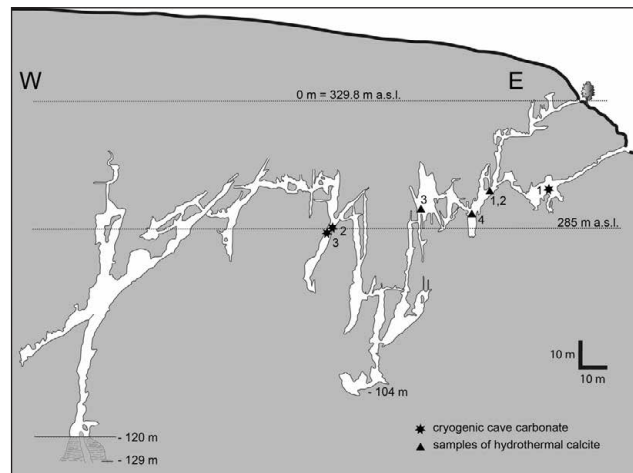 W
E
0 m = 329.8 m a.s.l.
1,2
1
3
4
2
3
285 m a.s.l.
10 m
10 m
- 104 m
- 120 m
- 129 m
cryogenic cave carbonate
samples of hydrothermal calcite